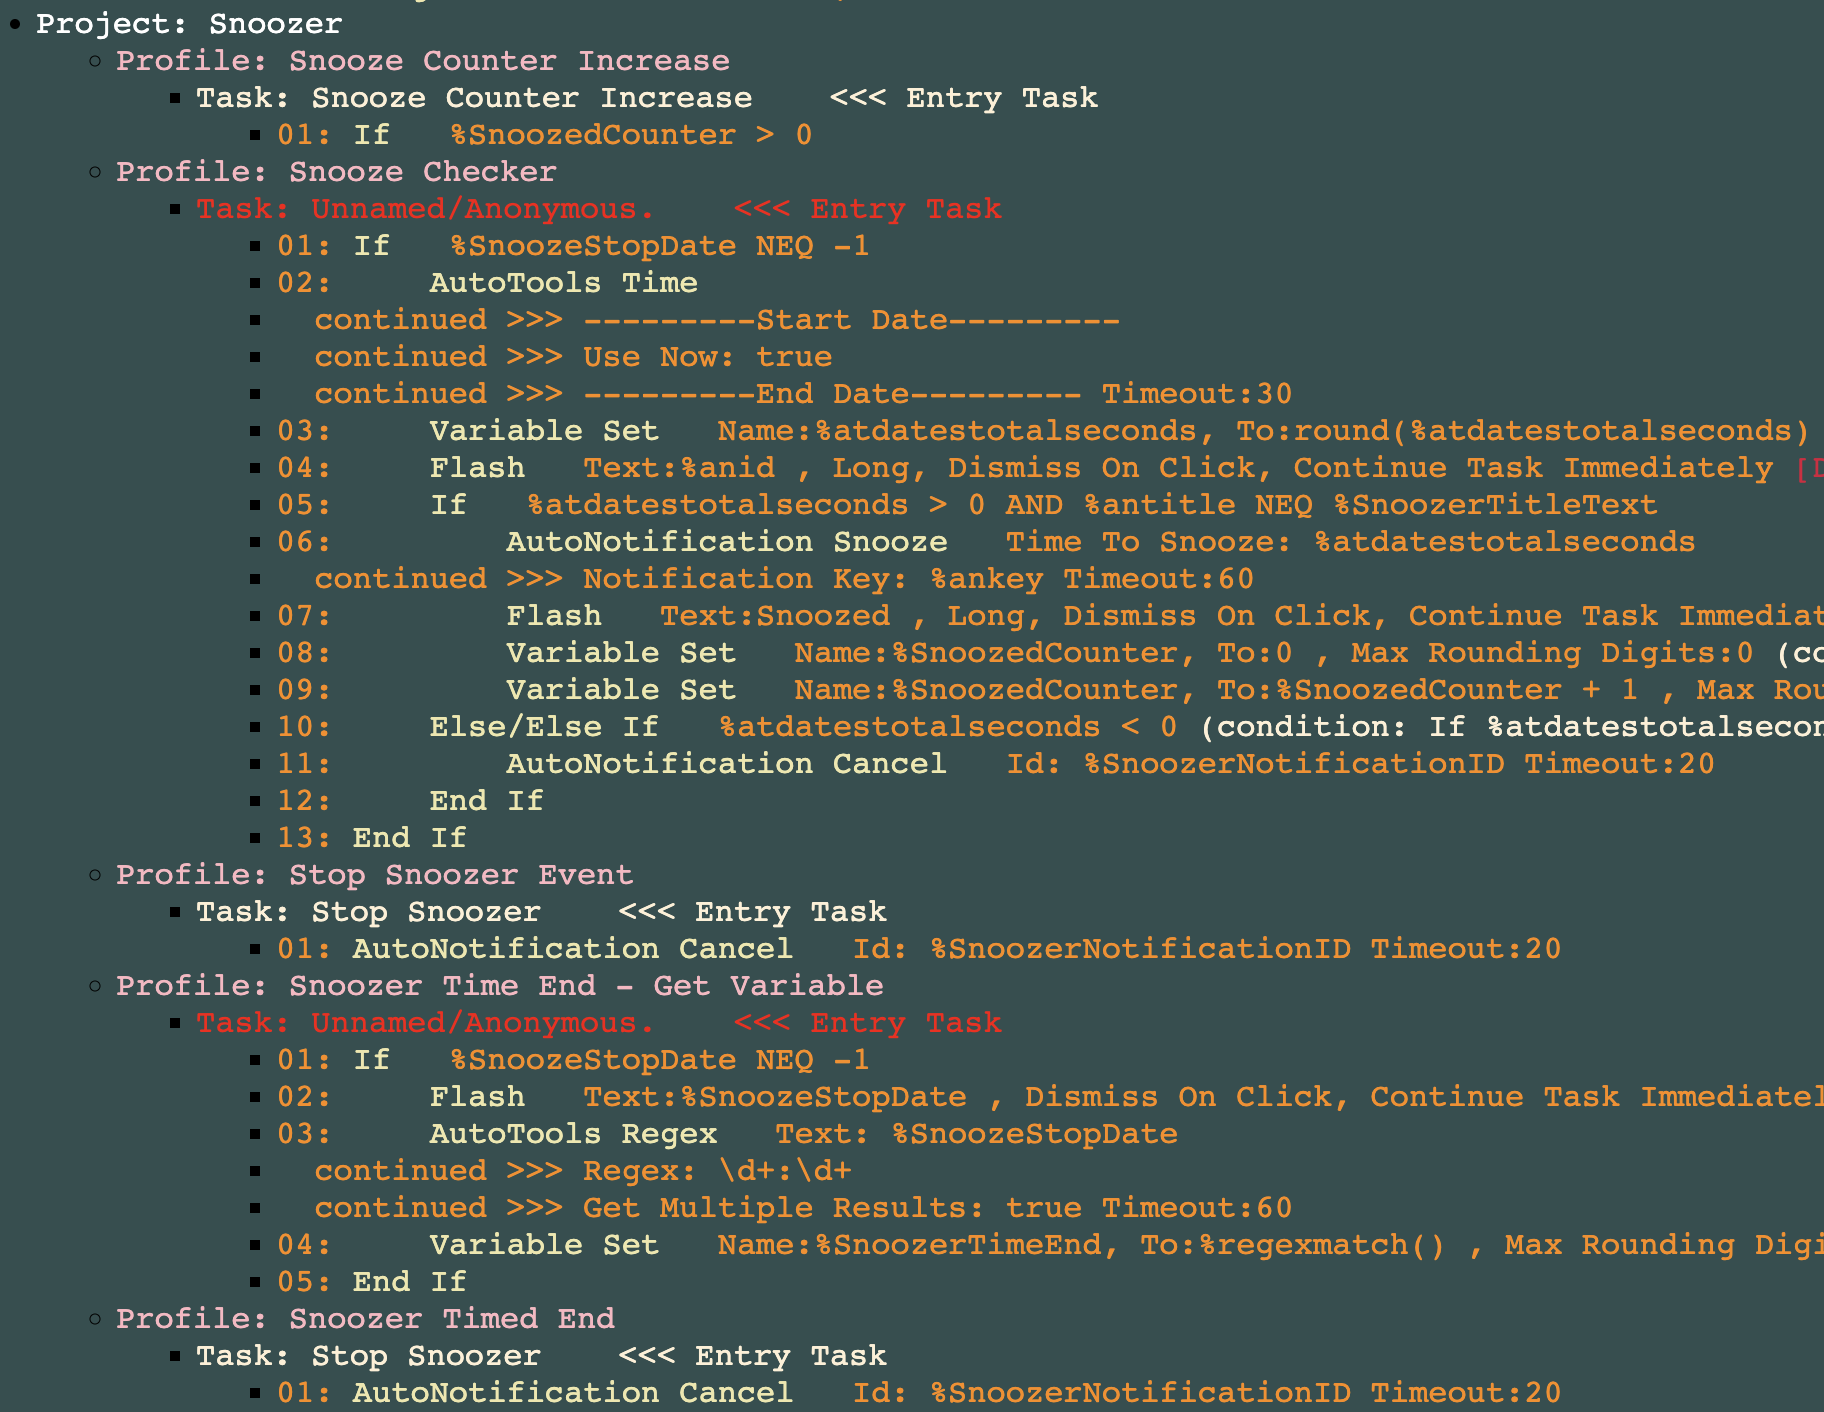 Project: Snoozer
Profile: Snooze Counter Increase
Task: Snooze Counter Increase    <<< Entry Task
01: If   %SnoozedCounter > 0
Profile: Snooze Checker
Task: Unnamed/Anonymous.    <<< Entry Task
01: If   %SnoozeStopDate NEQ -1
02:     AutoTools Time
continued >>> ---------Start Date---------
continued >>> Use Now: true
continued >>> ---------End Date--------- Timeout:30
03:     Variable Set   Name:%atdatestotalseconds, To:round(%atdatestotalseconds)
04:     Flash   Text:%anid , Long, Dismiss On Click, Continue Task Immediately [D
05:     If   %atdatestotalseconds > 0 AND %antitle NEQ %SnoozerTitleText
06:         AutoNotification Snooze   Time To Snooze: %atdatestotalseconds
continued >>> Notification Key: %ankey Timeout:60
07:         Flash   Text:Snoozed , Long, Dismiss On Click, Continue Task Immediat
08:         Variable Set   Name:%SnoozedCounter, To:0 , Max Rounding Digits:0 (co
09:         Variable Set   Name:%SnoozedCounter, To:%SnoozedCounter + 1 , Max Rou
10:     Else/Else If   %atdatestotalseconds < 0 (condition: If %atdatestotalsecon
11:         AutoNotification Cancel   Id: %SnoozerNotificationID Timeout:20
12:     End If
13: End If
Profile: Stop Snoozer Event
Task: Stop Snoozer    <<< Entry Task
01: AutoNotification Cancel   Id: %SnoozerNotificationID Timeout:20
Profile: Snoozer Time End - Get Variable
Task: Unnamed/Anonymous.    <<< Entry Task
01: If   %SnoozeStopDate NEQ -1
02:     Flash   Text:%SnoozeStopDate , Dismiss On Click, Continue Task Immediatel
03:     AutoTools Regex   Text: %SnoozeStopDate
continued >>> Regex: \d+:\d+
continued >>> Get Multiple Results: true Timeout:60
04:     Variable Set   Name:%SnoozerTimeEnd, To:%regexmatch() , Max Rounding Digi
05: End If
Profile: Snoozer Timed End
Task: Stop Snoozer    <<< Entry Task
01: AutoNotification Cancel   Id: %SnoozerNotificationID Timeout:20